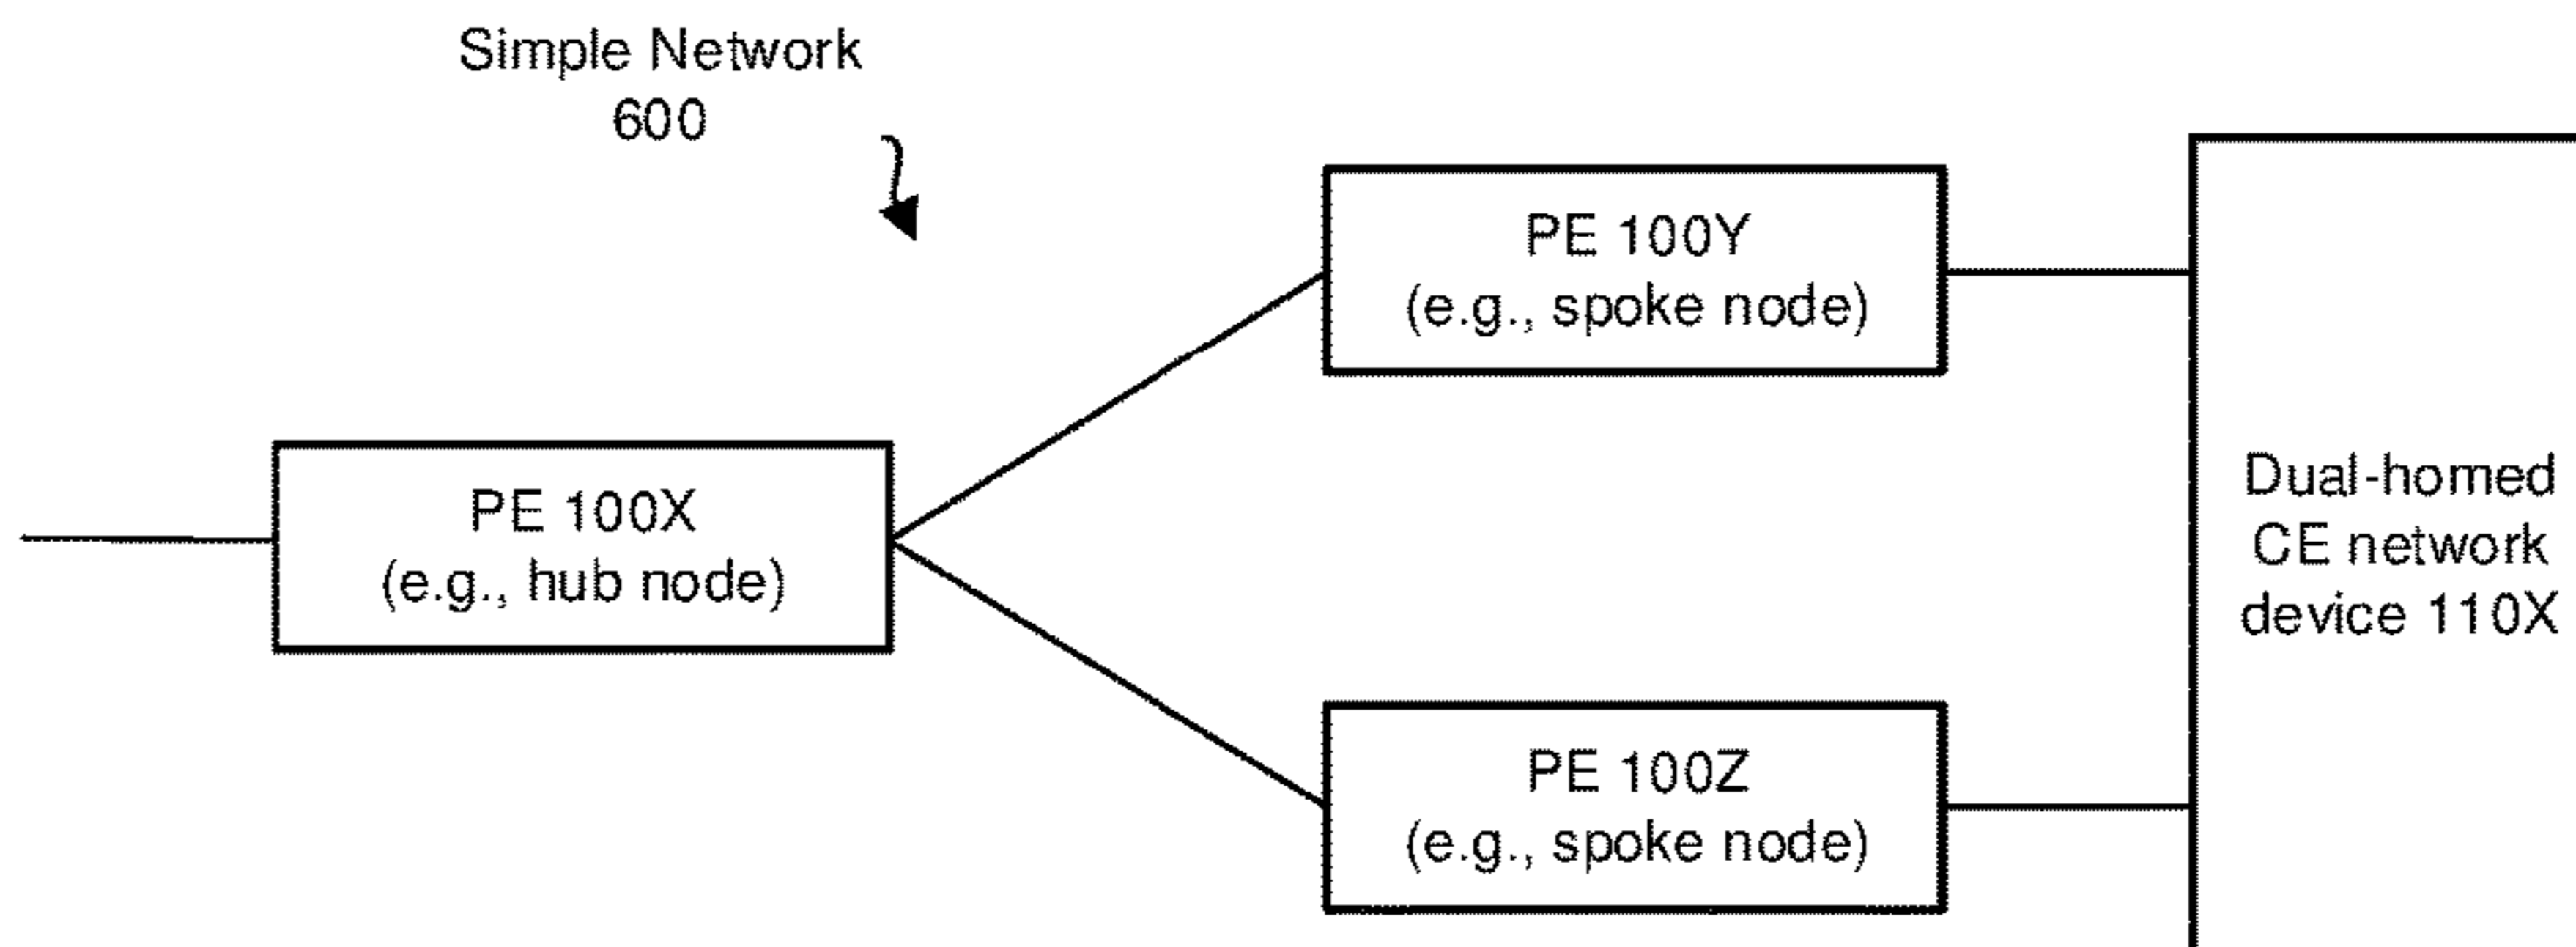 Simple Network
600
PE 100Y
(e.g., spoke node)
PE 100X
(e.g., hub node)
Dual-homed
CE network
device 110X
PE 100Z
(e.g., spoke node)